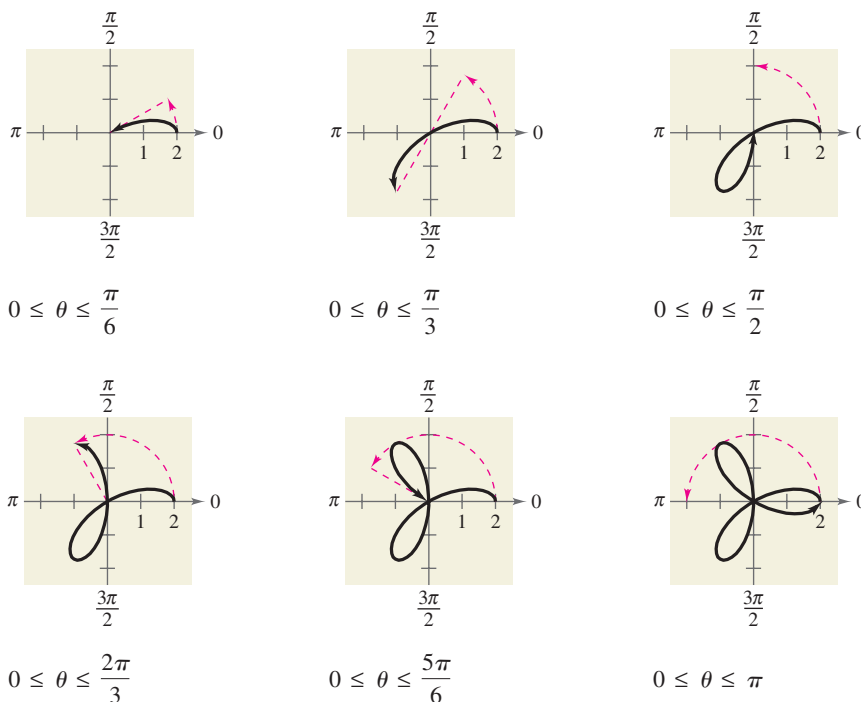 π/2 π/2 π/2
π 0 π 0 π 0
1 2 1 2 1 2
3π/2 3π/2 3π/2
0 ≤ θ ≤ π/6 0 ≤ θ ≤ π/3 0 ≤ θ ≤ π/2
π/2 π/2 π/2
π 0 π 0 π 0
1 2 1 2 2
3π/2 3π/2 3π/2
0 ≤ θ ≤ 2π/3 0 ≤ θ ≤ 5π/6 0 ≤ θ ≤ π